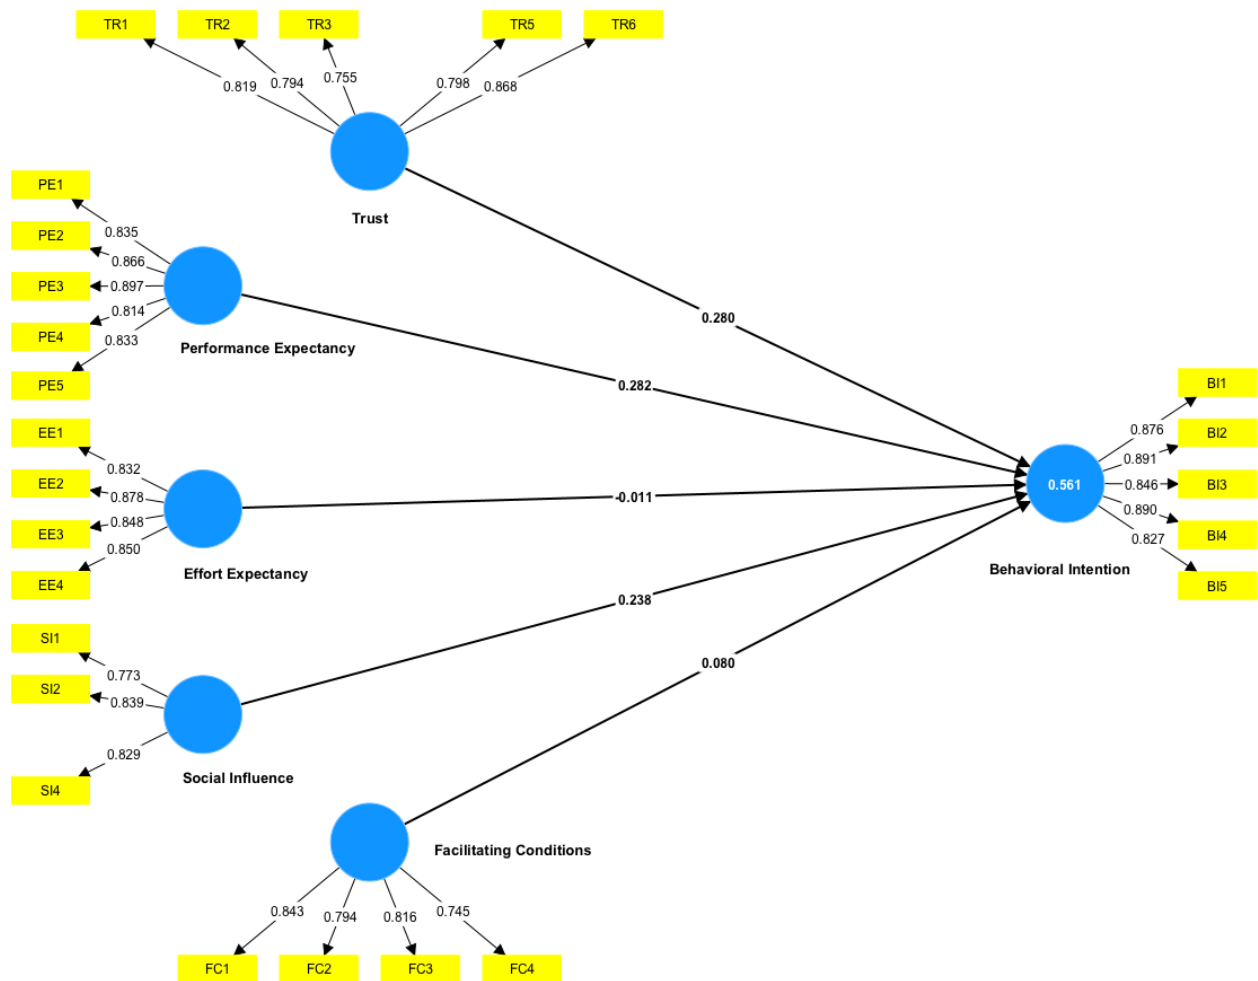 TR1 TR2 TR3 TR5 TR6
0.819 0.794 0.755 0.798 0.868
Trust
PE1
PE2
PE3
PE4
PE5
0.835
0.866
0.897
0.814
0.833
Performance Expectancy
EE1
EE2
EE3
EE4
0.832
0.878
0.848
0.850
Effort Expectancy
SI1
SI2
SI4
0.773
0.839
0.829
Social Influence
Facilitating Conditions
0.843 0.794 0.816 0.745
FC1 FC2 FC3 FC4
0.280
0.282
-0.011
0.238
0.080
0.561
Behavioral Intention
0.876
0.891
0.846
0.890
0.827
BI1
BI2
BI3
BI4
BI5